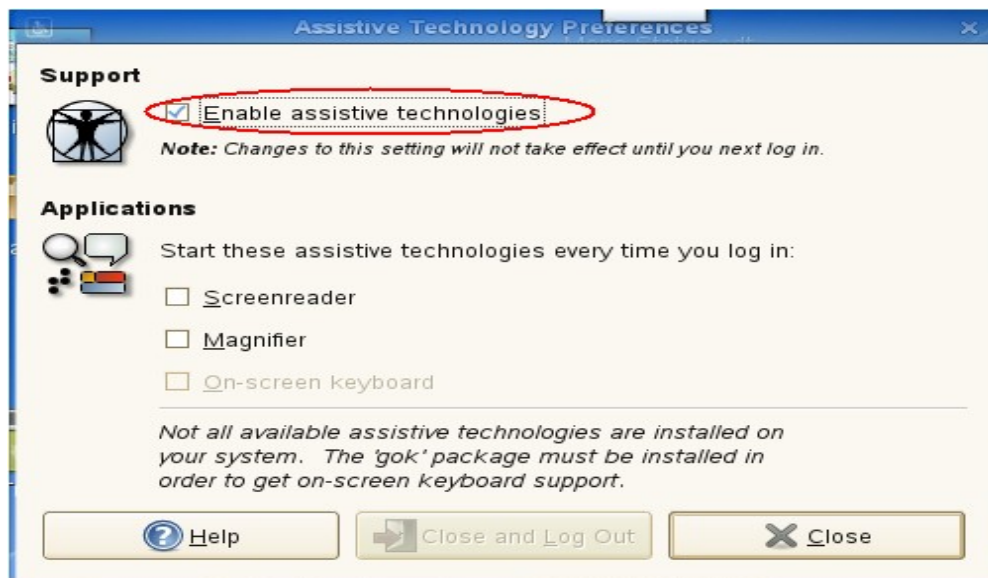 Assistive Technology Preferences
Support
Enable assistive technologies
Note: Changes to this setting will not take effect until you next log in.
Applications
Start these assistive technologies every time you log in:
Screenreader
Magnifier
On-screen keyboard
Not all available assistive technologies are installed on
your system. The 'gok' package must be installed in
order to get on-screen keyboard support.
Help
Close and Log Out
Close